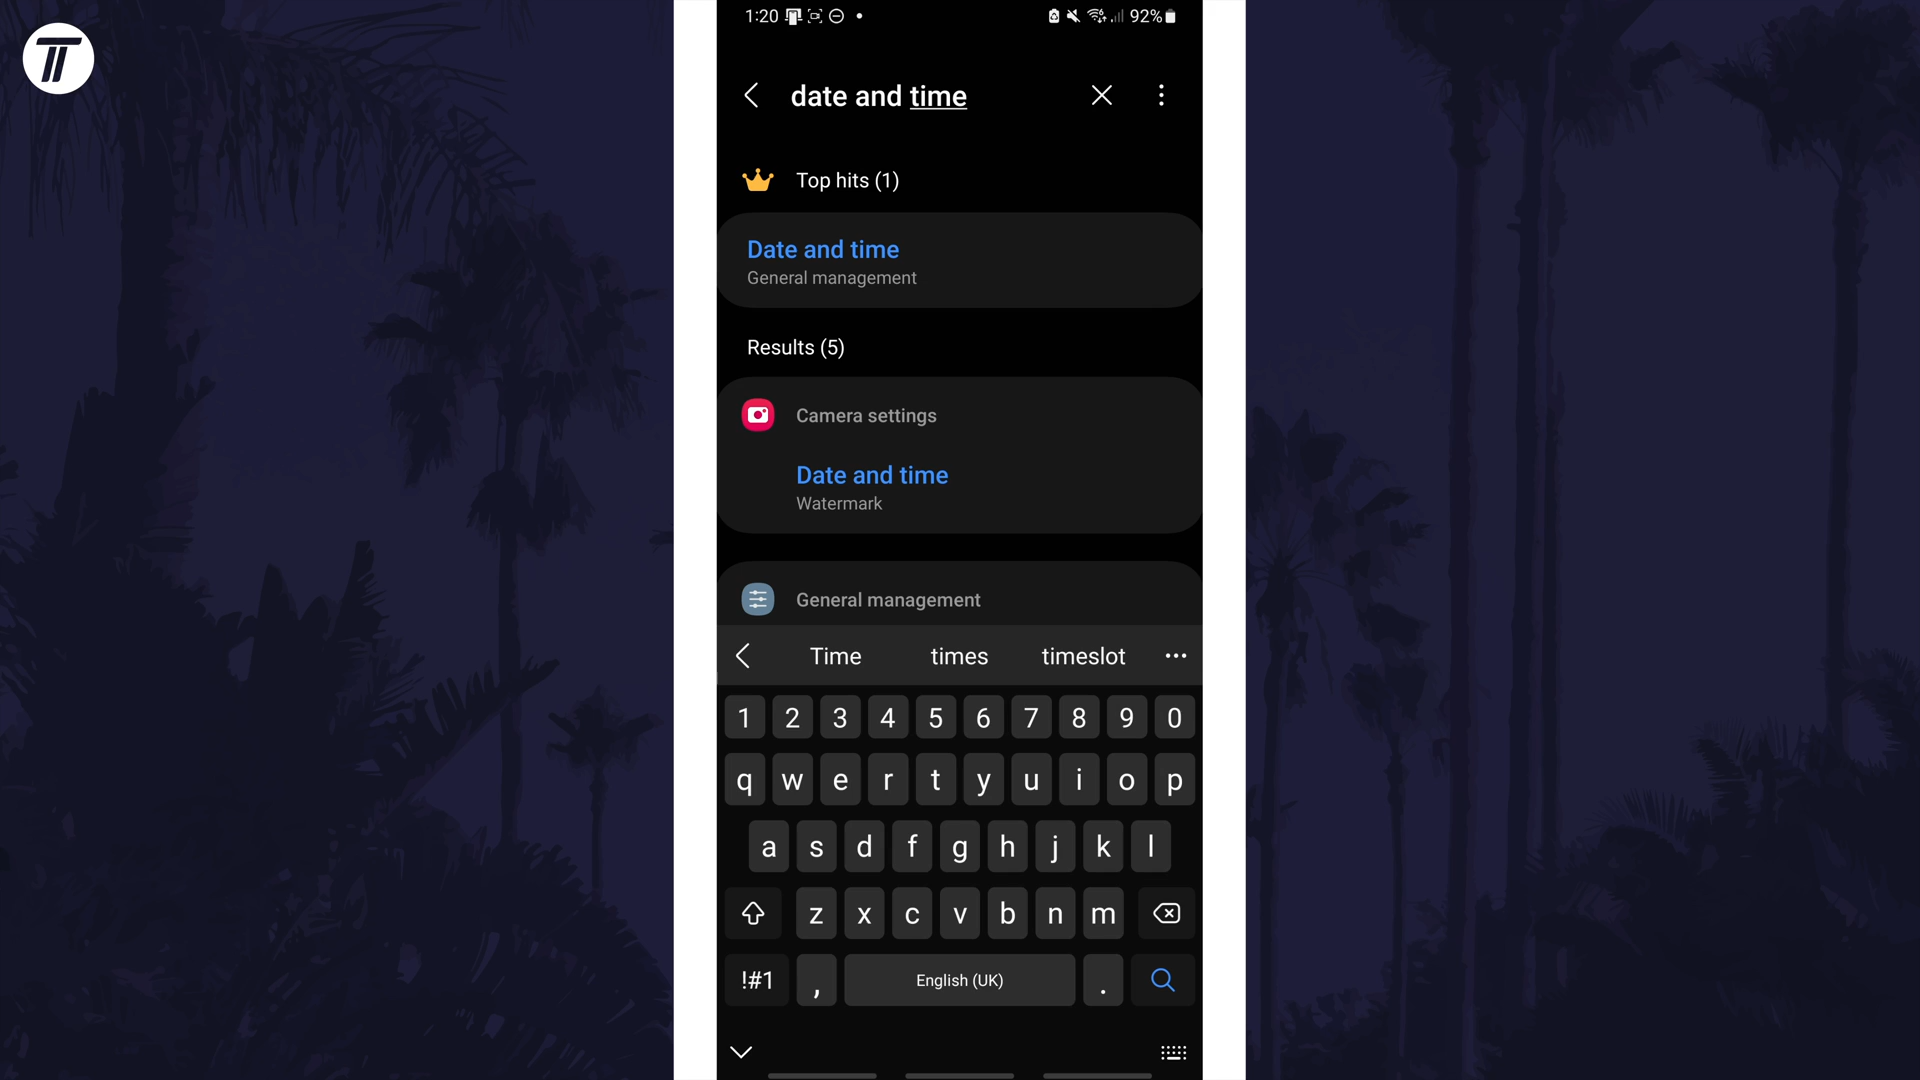 1:20
92%
date and time
Top hits (1)
Date and time
General management
Results (5)
Camera settings
Date and time
Watermark
General management
Time times timeslot
1 2 3 4 5 6 7 8 9 0
q w e r t y u i o p
a s d f g h j k l
z x c v b n m
!#1 , English (UK) .